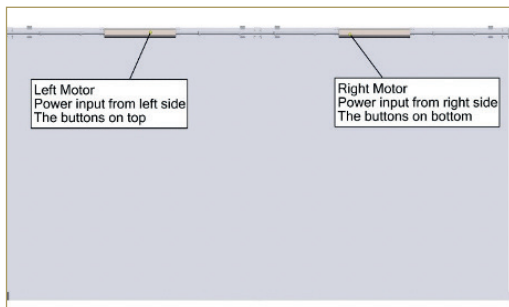 Left Motor
Power input from left side
The buttons on top
Right Motor
Power input from right side
The buttons on bottom